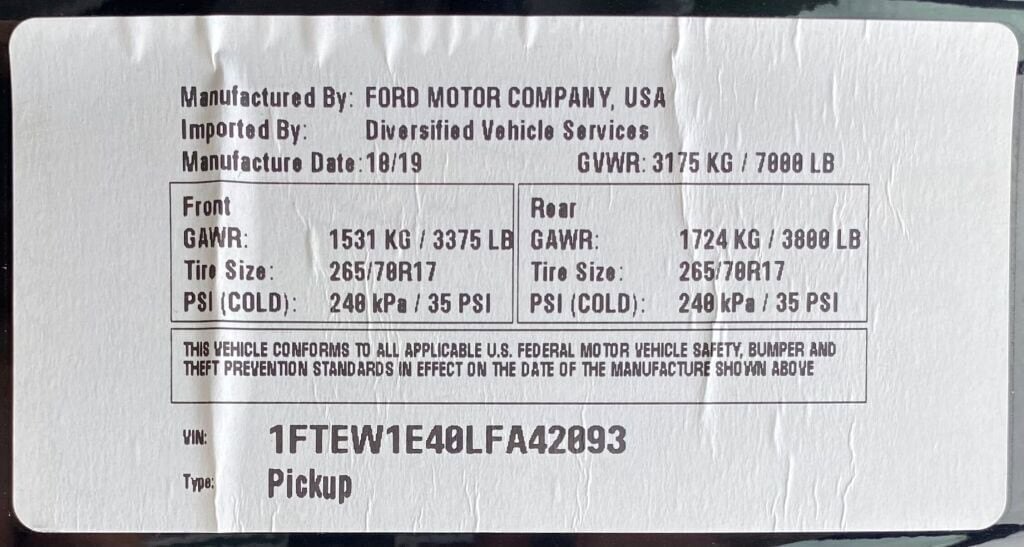 Manufactured By: FORD MOTOR COMPANY, USA
Imported By: Diversified Vehicle Services
Manufacture Date: 10/19 GVWR: 3175 KG / 7000 LB
Front
GAWR: 1531 KG / 3375 LB
Tire Size: 265/70R17
PSI (COLD): 240 kPa / 35 PSI
Rear
GAWR: 1724 KG / 3800 LB
Tire Size: 265/70R17
PSI (COLD): 240 kPa / 35 PSI
THIS VEHICLE CONFORMS TO ALL APPLICABLE U.S. FEDERAL MOTOR VEHICLE SAFETY, BUMPER AND
THEFT PREVENTION STANDARDS IN EFFECT ON THE DATE OF THE MANUFACTURE SHOWN ABOVE
VIN: 1FTEW1E40LFA42093
Type: Pickup